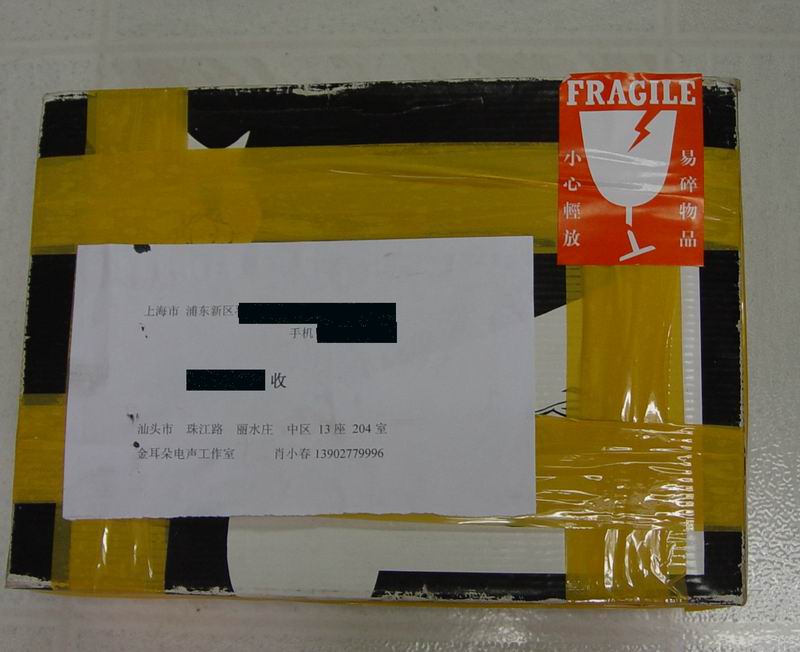 FRAGILE
小心輕放
易碎物品
上海市 浦东新区
手机
收
汕头市 珠江路 丽水庄 中区 13座 204室
金耳朵电声工作室 肖小春 13902779996